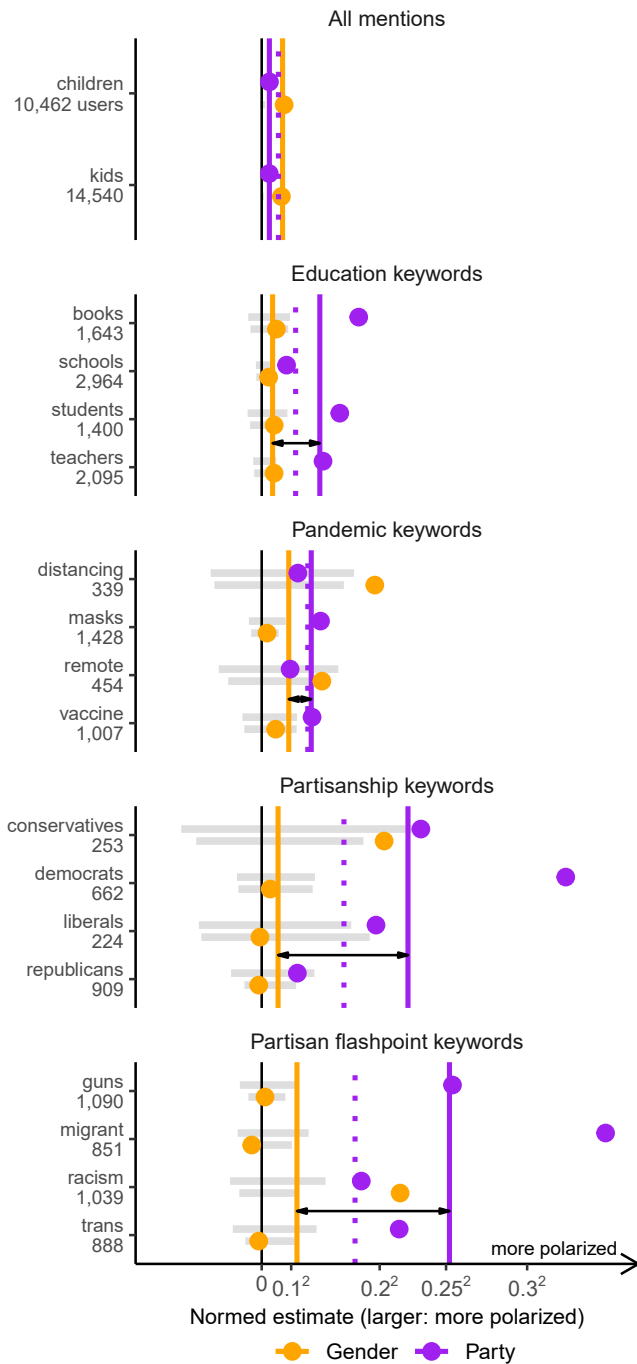 All mentions
children
10,462 users
kids
14,540
Education keywords
books
1,643
schools
2,964
students
1,400
teachers
2,095
Pandemic keywords
distancing
339
masks
1,428
remote
454
vaccine
1,007
Partisanship keywords
conservatives
253
democrats
662
liberals
224
republicans
909
Partisan flashpoint keywords
guns
1,090
migrant
851
racism
1,039
trans
888
more polarized
0 0.1² 0.2² 0.25² 0.3²
Normed estimate (larger: more polarized)
Gender Party